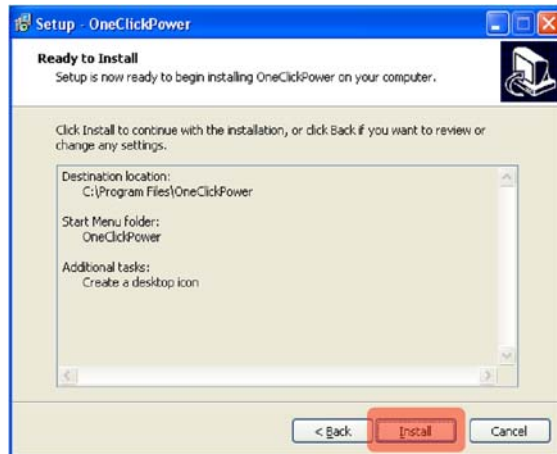 Setup - OneClickPower
Ready to Install
Setup is now ready to begin installing OneClickPower on your computer.
Click Install to continue with the installation, or click Back if you want to review or
change any settings.
Destination location:
C:\Program Files\OneClickPower
Start Menu folder:
OneClickPower
Additional tasks:
Create a desktop icon
< Back
Install
Cancel